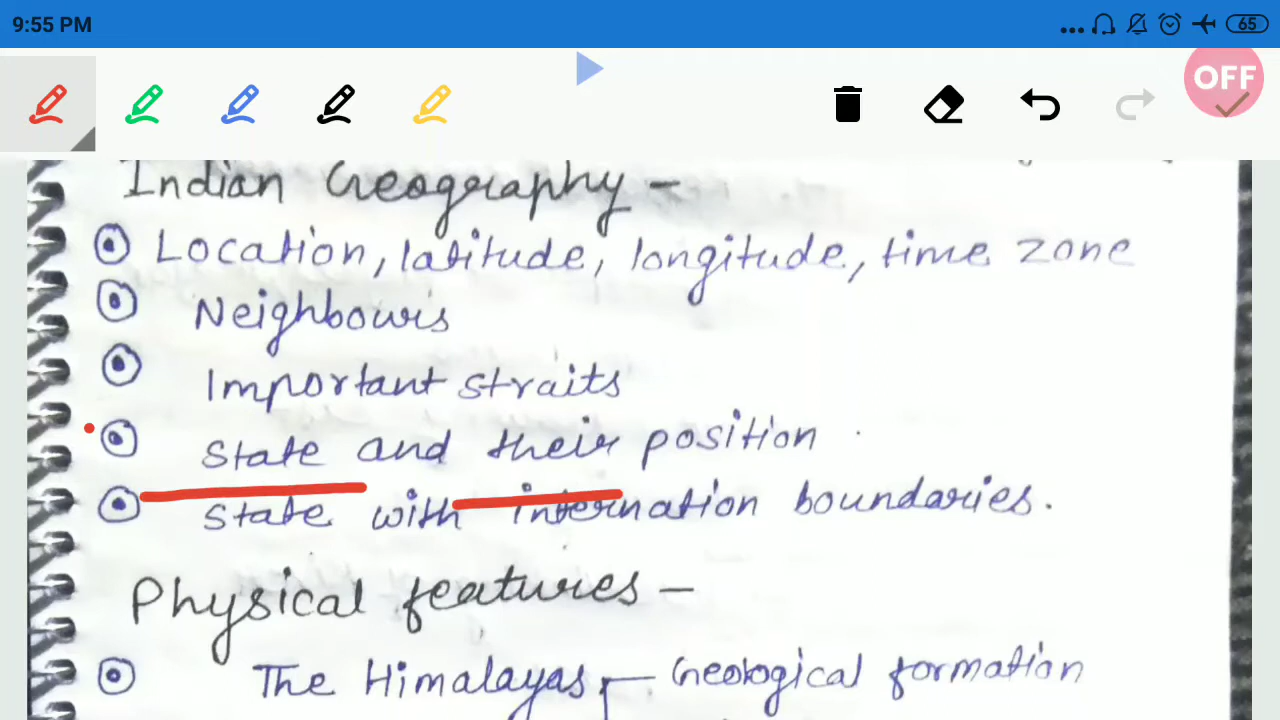 9:55 PM
65
OFF
Indian Geography -
Location, latitude, longitude, time zone
Neighbours
Important straits
State and their position
State with internation boundaries.
Physical features -
The Himalayas Geological formation